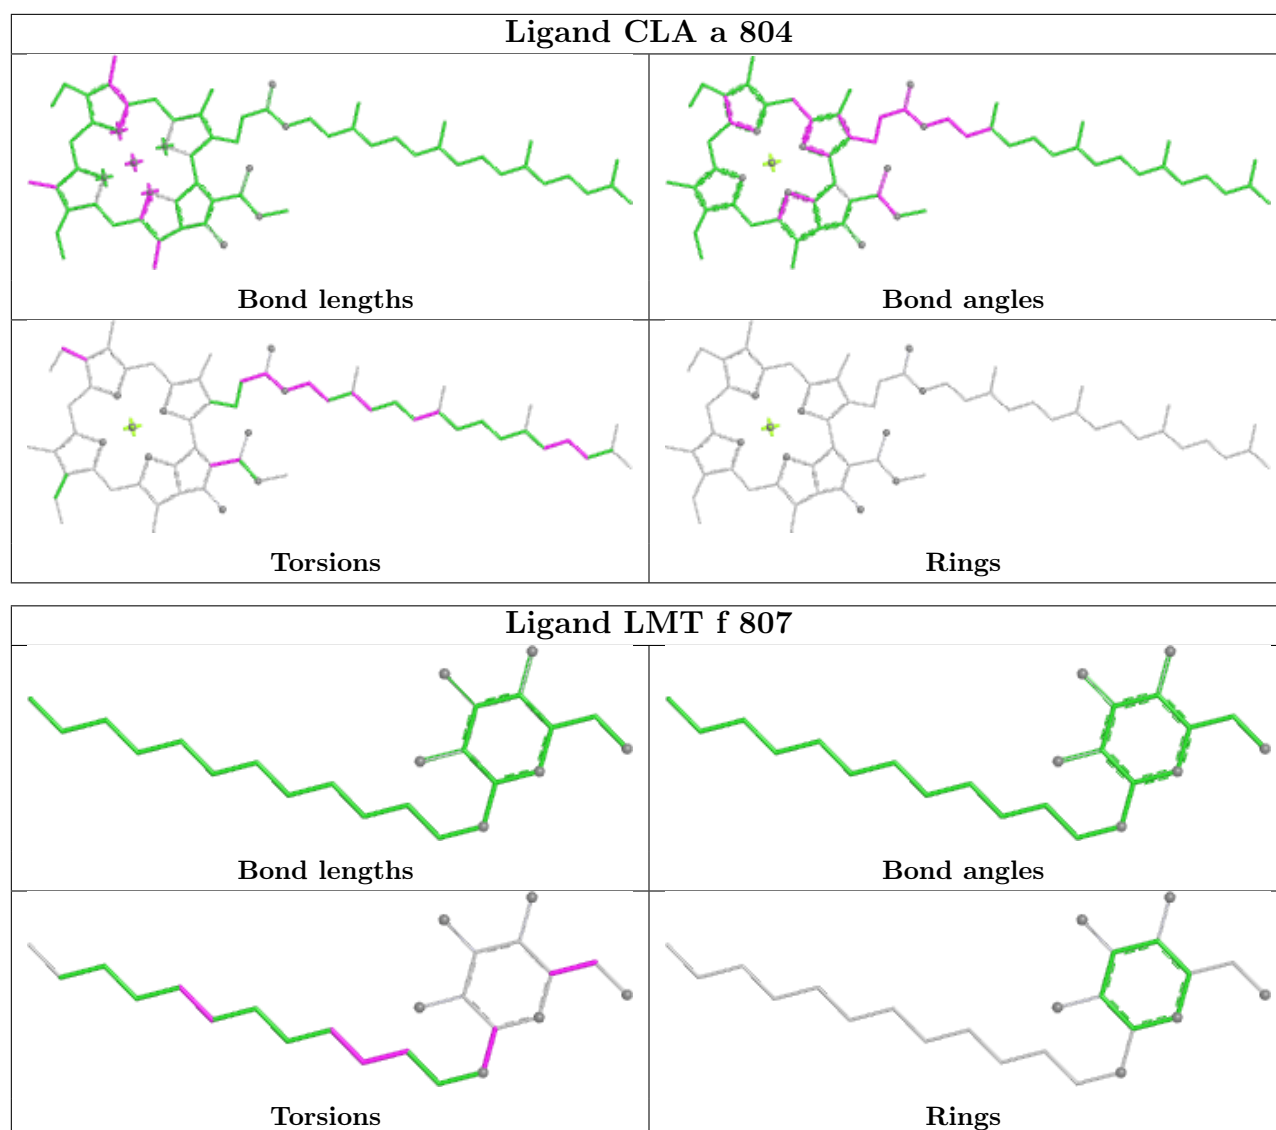 Ligand CLA a 804
Bond lengths
Bond angles
Torsions
Rings
Ligand LMT f 807
Bond lengths
Bond angles
Torsions
Rings